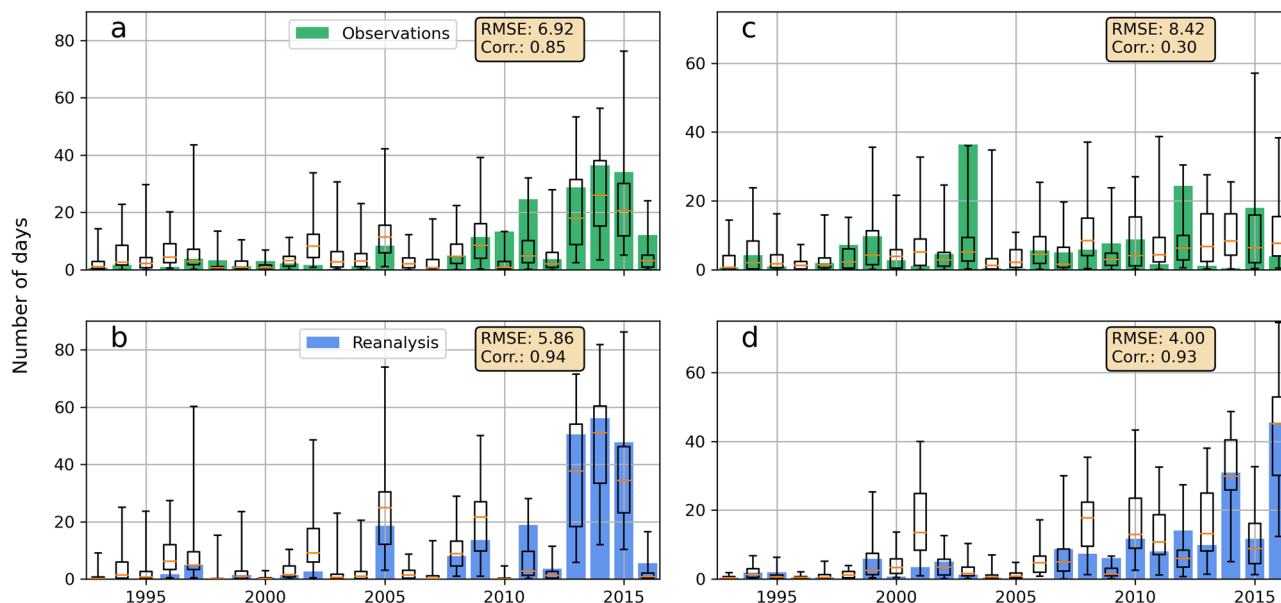 a
Observations
RMSE: 6.92
Corr.: 0.85
80
60
40
20
0
c
RMSE: 8.42
Corr.: 0.30
60
40
20
0
Number of days
b
Reanalysis
RMSE: 5.86
Corr.: 0.94
80
60
40
20
0
1995
2000
2005
2010
2015
d
RMSE: 4.00
Corr.: 0.93
60
40
20
0
1995
2000
2005
2010
2015